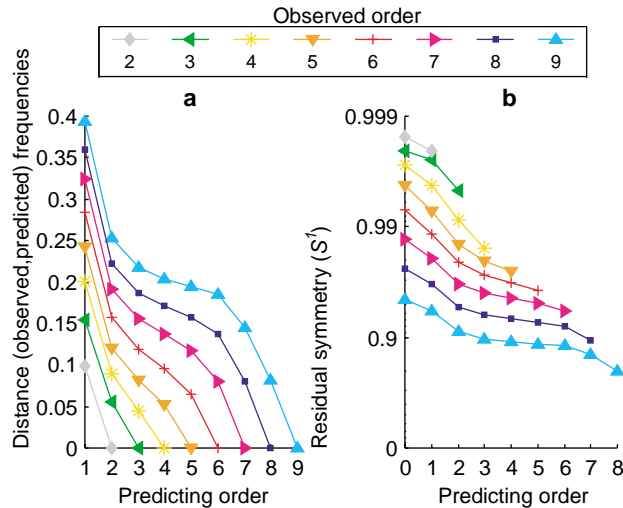 Observed order
2 3 4 5 6 7 8 9
a
Distance (observed,predicted) frequencies
0.4
0.35
0.3
0.25
0.2
0.15
0.1
0.05
0
1 2 3 4 5 6 7 8 9
Predicting order
b
Residual symmetry (S¹)
0.999
0.99
0.9
0
0 1 2 3 4 5 6 7 8
Predicting order